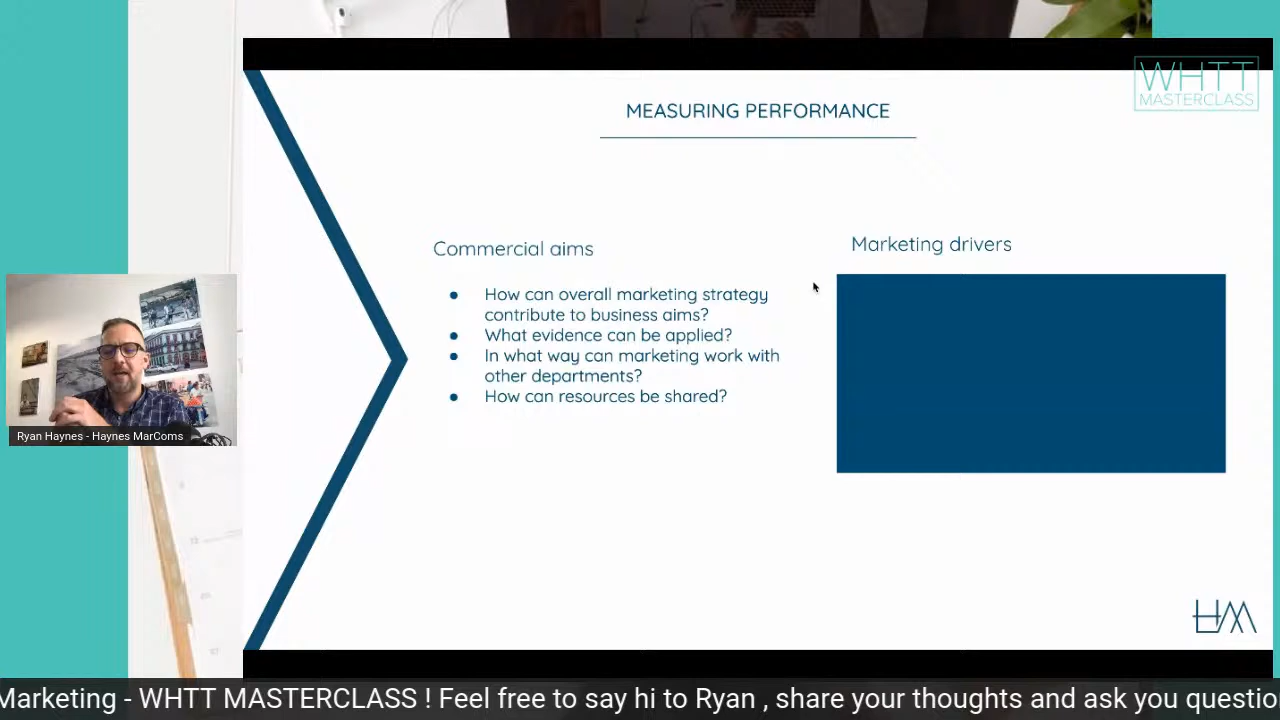 WHTT
MASTERCLASS
MEASURING PERFORMANCE
Commercial aims
● How can overall marketing strategy
contribute to business aims?
● What evidence can be applied?
● In what way can marketing work with
other departments?
● How can resources be shared?
Marketing drivers
Ryan Haynes - Haynes MarComs
HM
Marketing - WHTT MASTERCLASS ! Feel free to say hi to Ryan , share your thoughts and ask you questio